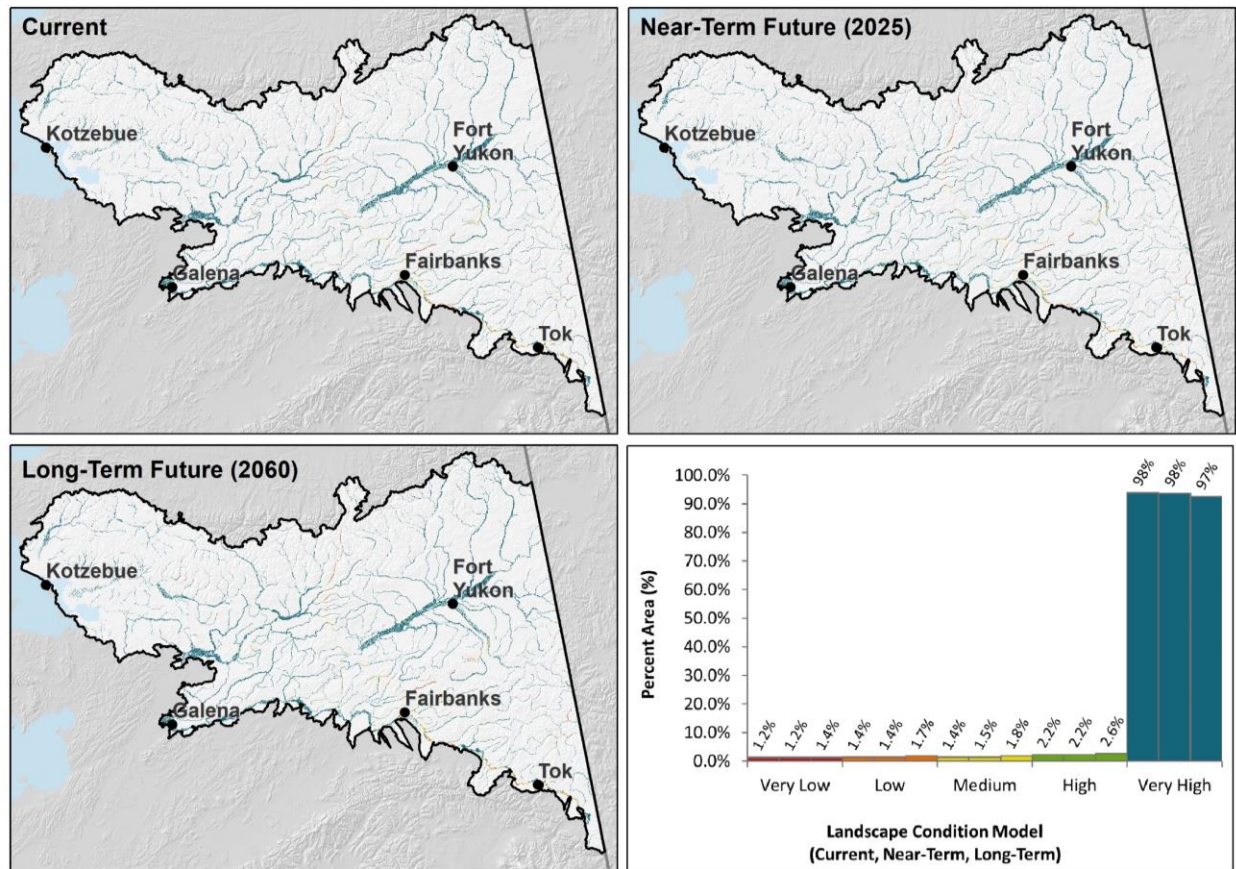 Current
Kotzebue
Fort
Yukon
Galena
Fairbanks
Tok
Near-Term Future (2025)
Kotzebue
Fort
Yukon
Galena
Fairbanks
Tok
Long-Term Future (2060)
Kotzebue
Fort
Yukon
Galena
Fairbanks
Tok
Percent Area (%)
100.0%
90.0%
80.0%
70.0%
60.0%
50.0%
40.0%
30.0%
20.0%
10.0%
0.0%
1.2%
1.2%
1.4%
1.4%
1.4%
1.7%
1.4%
1.5%
1.8%
2.2%
2.2%
2.6%
98%
98%
97%
Very Low
Low
Medium
High
Very High
Landscape Condition Model
(Current, Near-Term, Long-Term)